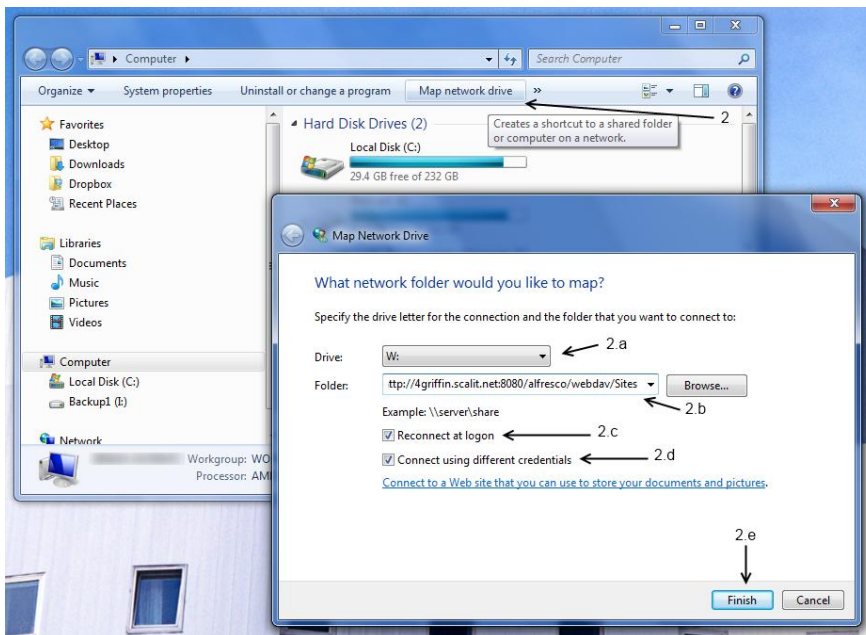 Computer
Search Computer
Organize
System properties
Uninstall or change a program
Map network drive
»
2
Creates a shortcut to a shared folder
or computer on a network.
Favorites
Desktop
Downloads
Dropbox
Recent Places
Libraries
Documents
Music
Pictures
Videos
Computer
Local Disk (C:)
Backup1 (I:)
Network
Hard Disk Drives (2)
Local Disk (C:)
29.4 GB free of 232 GB
Workgroup: WO
Processor: AM
Map Network Drive
What network folder would you like to map?
Specify the drive letter for the connection and the folder that you want to connect to:
Drive: W: 2.a
Folder: ttp://4griffin.scalit.net:8080/alfresco/webdav/Sites Browse...
2.b
Example: \\server\share
Reconnect at logon 2.c
Connect using different credentials 2.d
Connect to a Web site that you can use to store your documents and pictures.
2.e
Finish Cancel